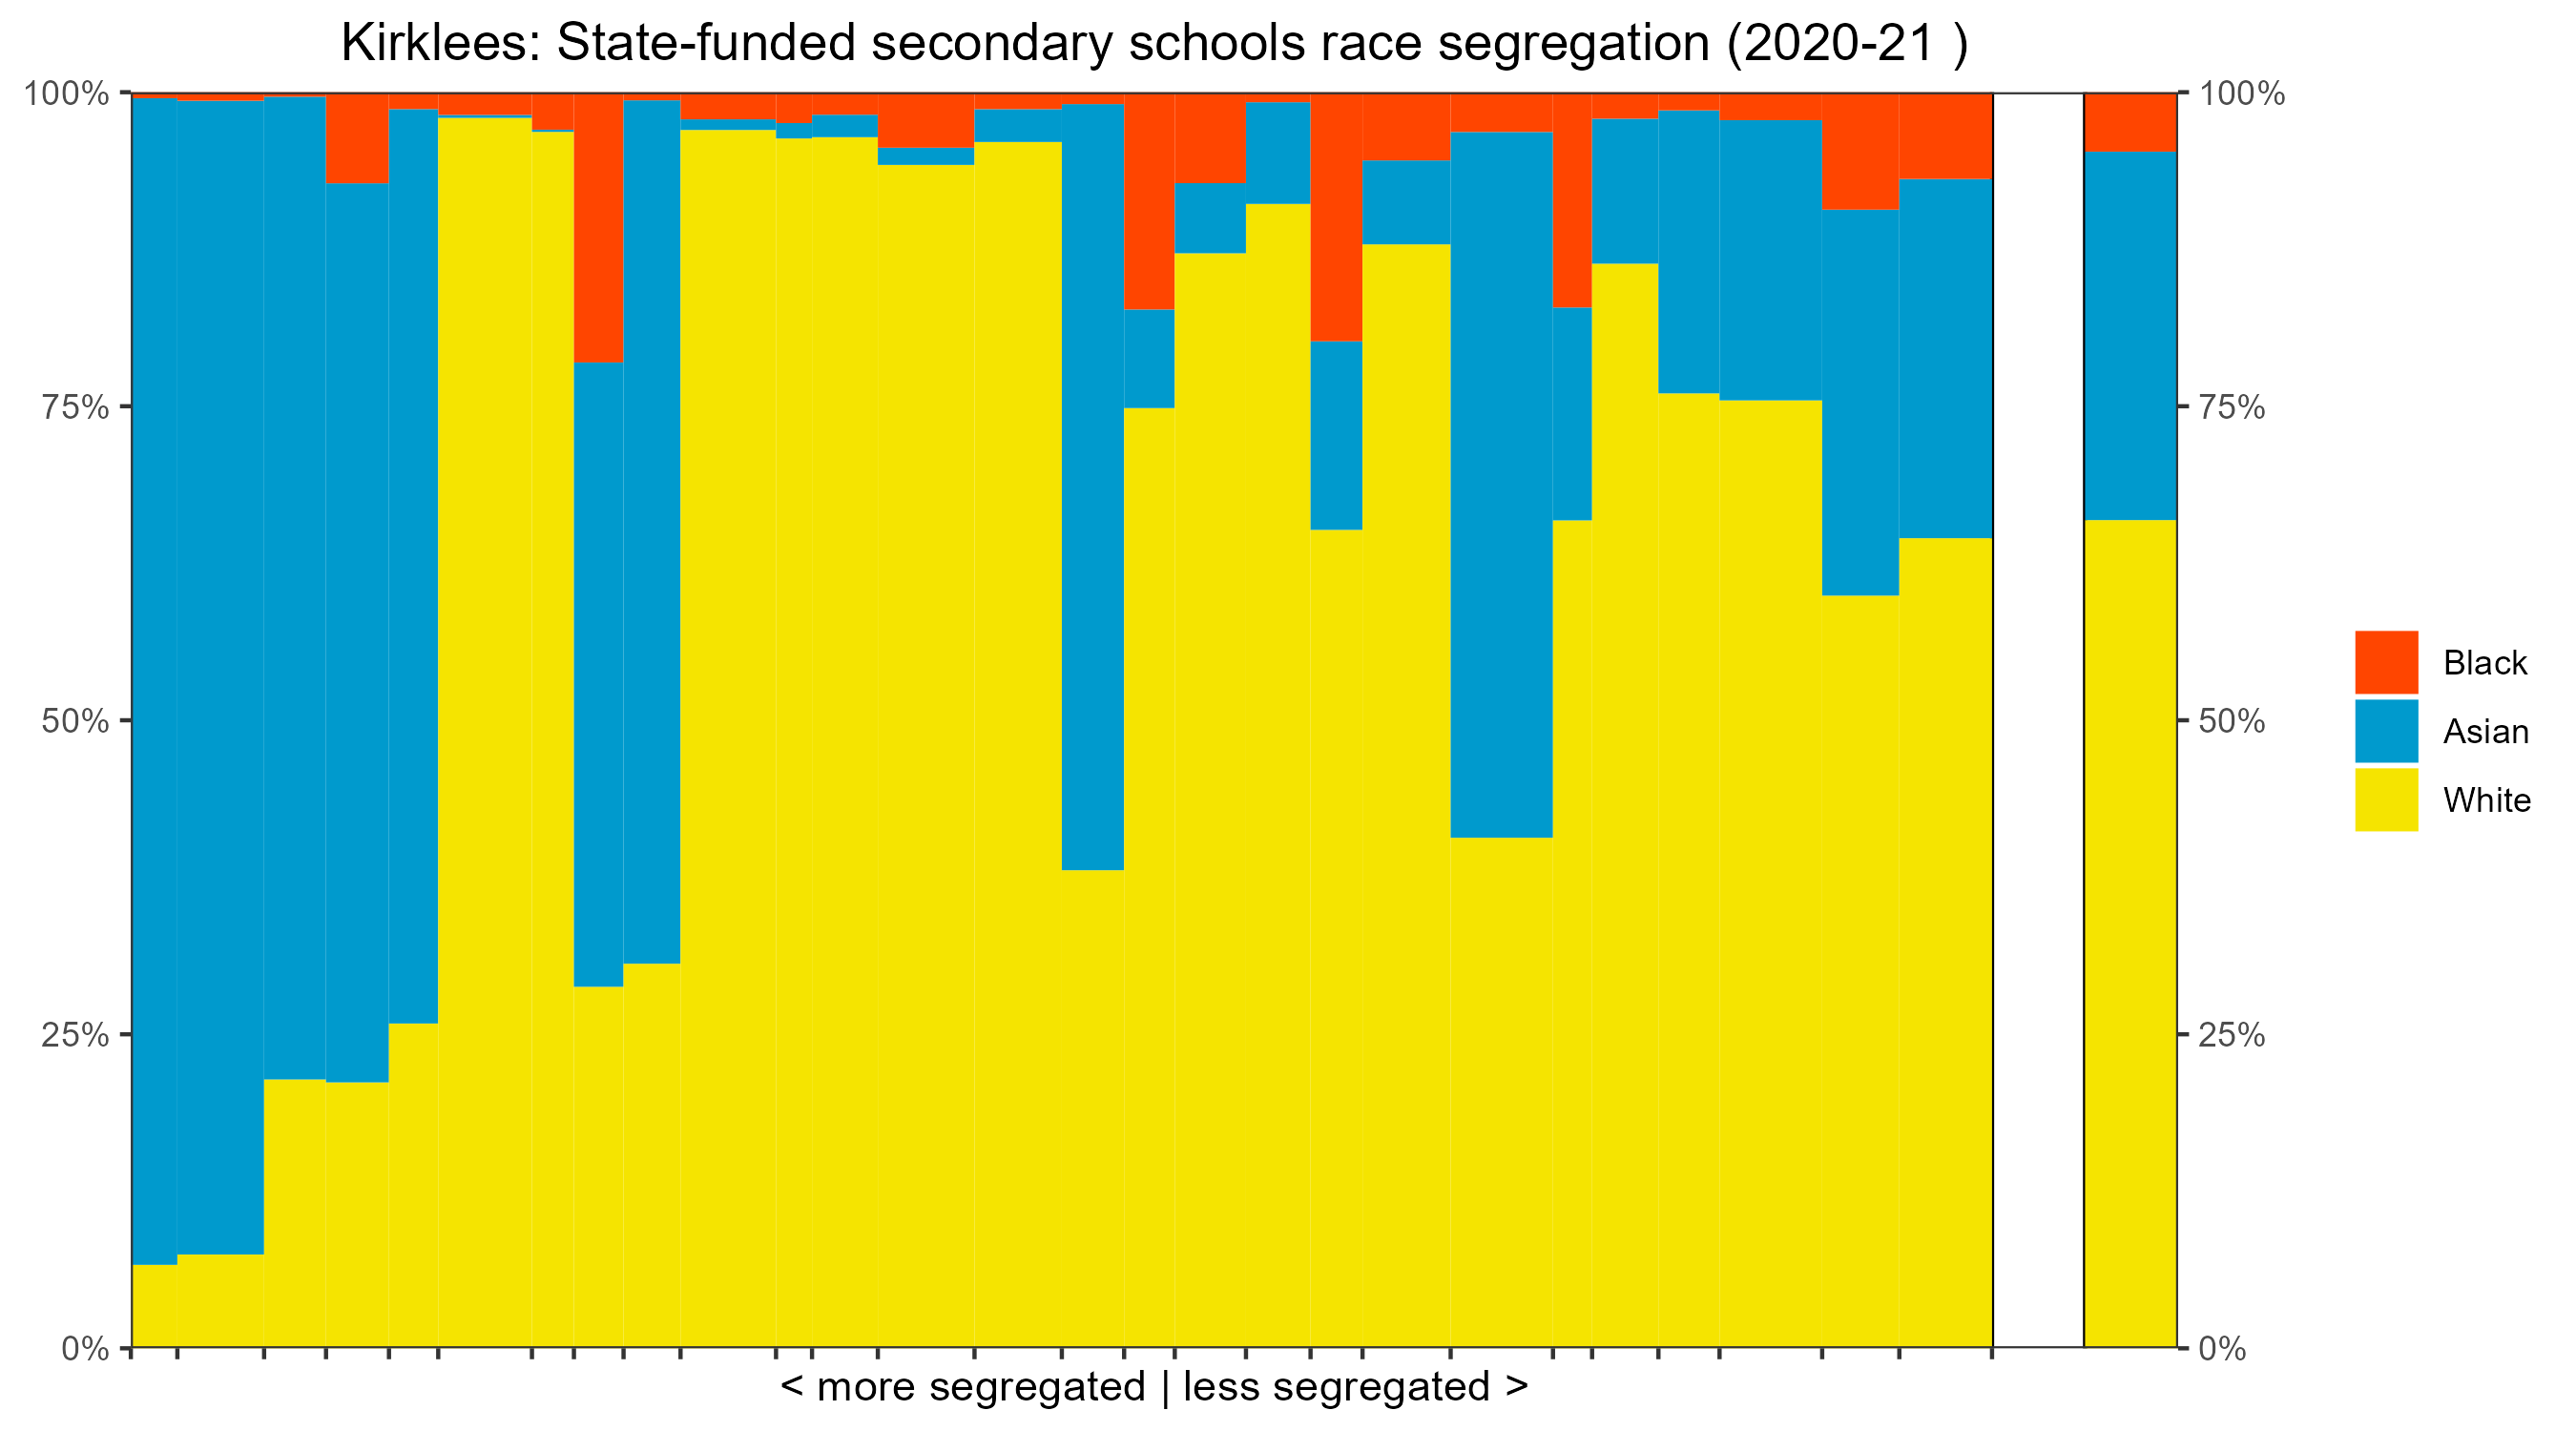 Kirklees: State-funded secondary schools race segregation (2020-21 )
100%
75%
50%
25%
0%
100%
75%
50%
25%
0%
Black
Asian
White
< more segregated | less segregated >